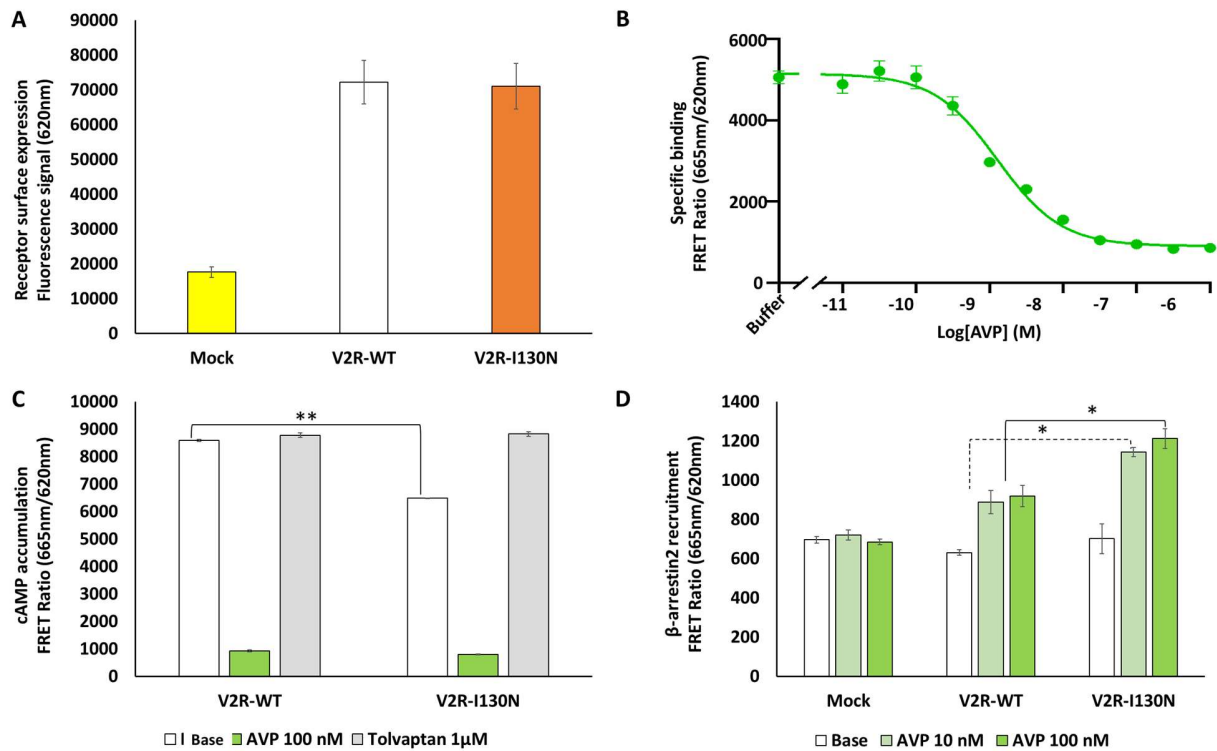 A
Receptor surface expression
Fluorescence signal (620nm)
90000
80000
70000
60000
50000
40000
30000
20000
10000
0
Mock
V2R-WT
V2R-I130N
B
Specific binding
FRET Ratio (665nm/620nm)
6000
4000
2000
0
Buffer
-11
-10
-9
-8
-7
-6
Log[AVP] (M)
C
cAMP accumulation
FRET Ratio (665nm/620nm)
10000
9000
8000
7000
6000
5000
4000
3000
2000
1000
0
**
V2R-WT
V2R-I130N
I Base AVP 100 nM Tolvaptan 1µM
D
β-arrestin2 recruitment
FRET Ratio (665nm/620nm)
1400
1200
1000
800
600
400
200
0
*
*
Mock
V2R-WT
V2R-I130N
Base AVP 10 nM AVP 100 nM